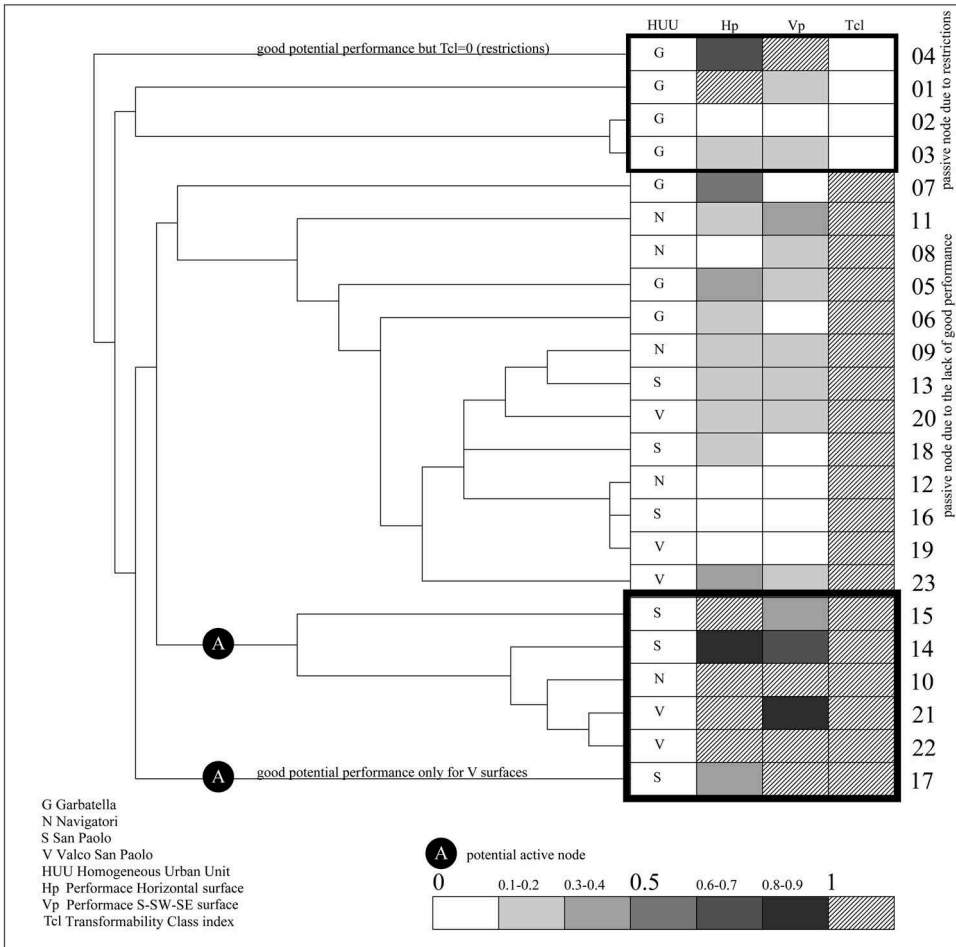 HUU Hp Vp Tcl
good potential performance but Tcl=0 (restrictions)
G 04
G 01
G 02
G 03
passive node due to restrictions
G 07
N 11
N 08
G 05
G 06
N 09
S 13
V 20
S 18
N 12
S 16
V 19
V 23
passive node due to the lack of good performance
S 15
A
S 14
N 10
V 21
V 22
A good potential performance only for V surfaces
S 17
G Garbatella
N Navigatori
S San Paolo
V Valco San Paolo
HUU Homogeneous Urban Unit
Hp Performace Horizontal surface
Vp Performace S-SW-SE surface
Tcl Transformability Class index
A potential active node
0 0.1-0.2 0.3-0.4 0.5 0.6-0.7 0.8-0.9 1